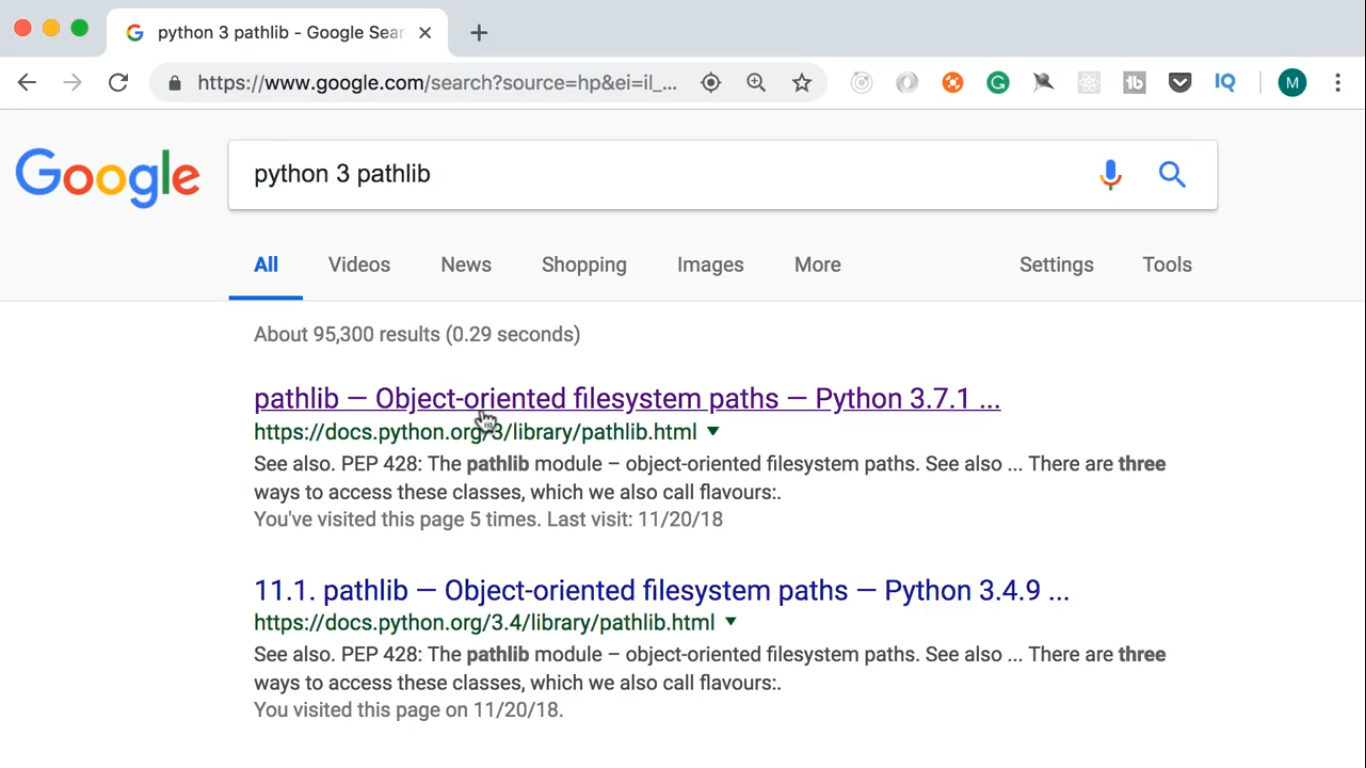 python 3 pathlib - Google Sear
https://www.google.com/search?source=hp&ei=il_...
tb
IQ
M
Google
python 3 pathlib
All Videos News Shopping Images More Settings Tools
About 95,300 results (0.29 seconds)
pathlib — Object-oriented filesystem paths — Python 3.7.1 ...
https://docs.python.org/3/library/pathlib.html
See also. PEP 428: The pathlib module – object-oriented filesystem paths. See also ... There are three
ways to access these classes, which we also call flavours:.
You've visited this page 5 times. Last visit: 11/20/18
11.1. pathlib — Object-oriented filesystem paths — Python 3.4.9 ...
https://docs.python.org/3.4/library/pathlib.html
See also. PEP 428: The pathlib module – object-oriented filesystem paths. See also ... There are three
ways to access these classes, which we also call flavours:.
You visited this page on 11/20/18.